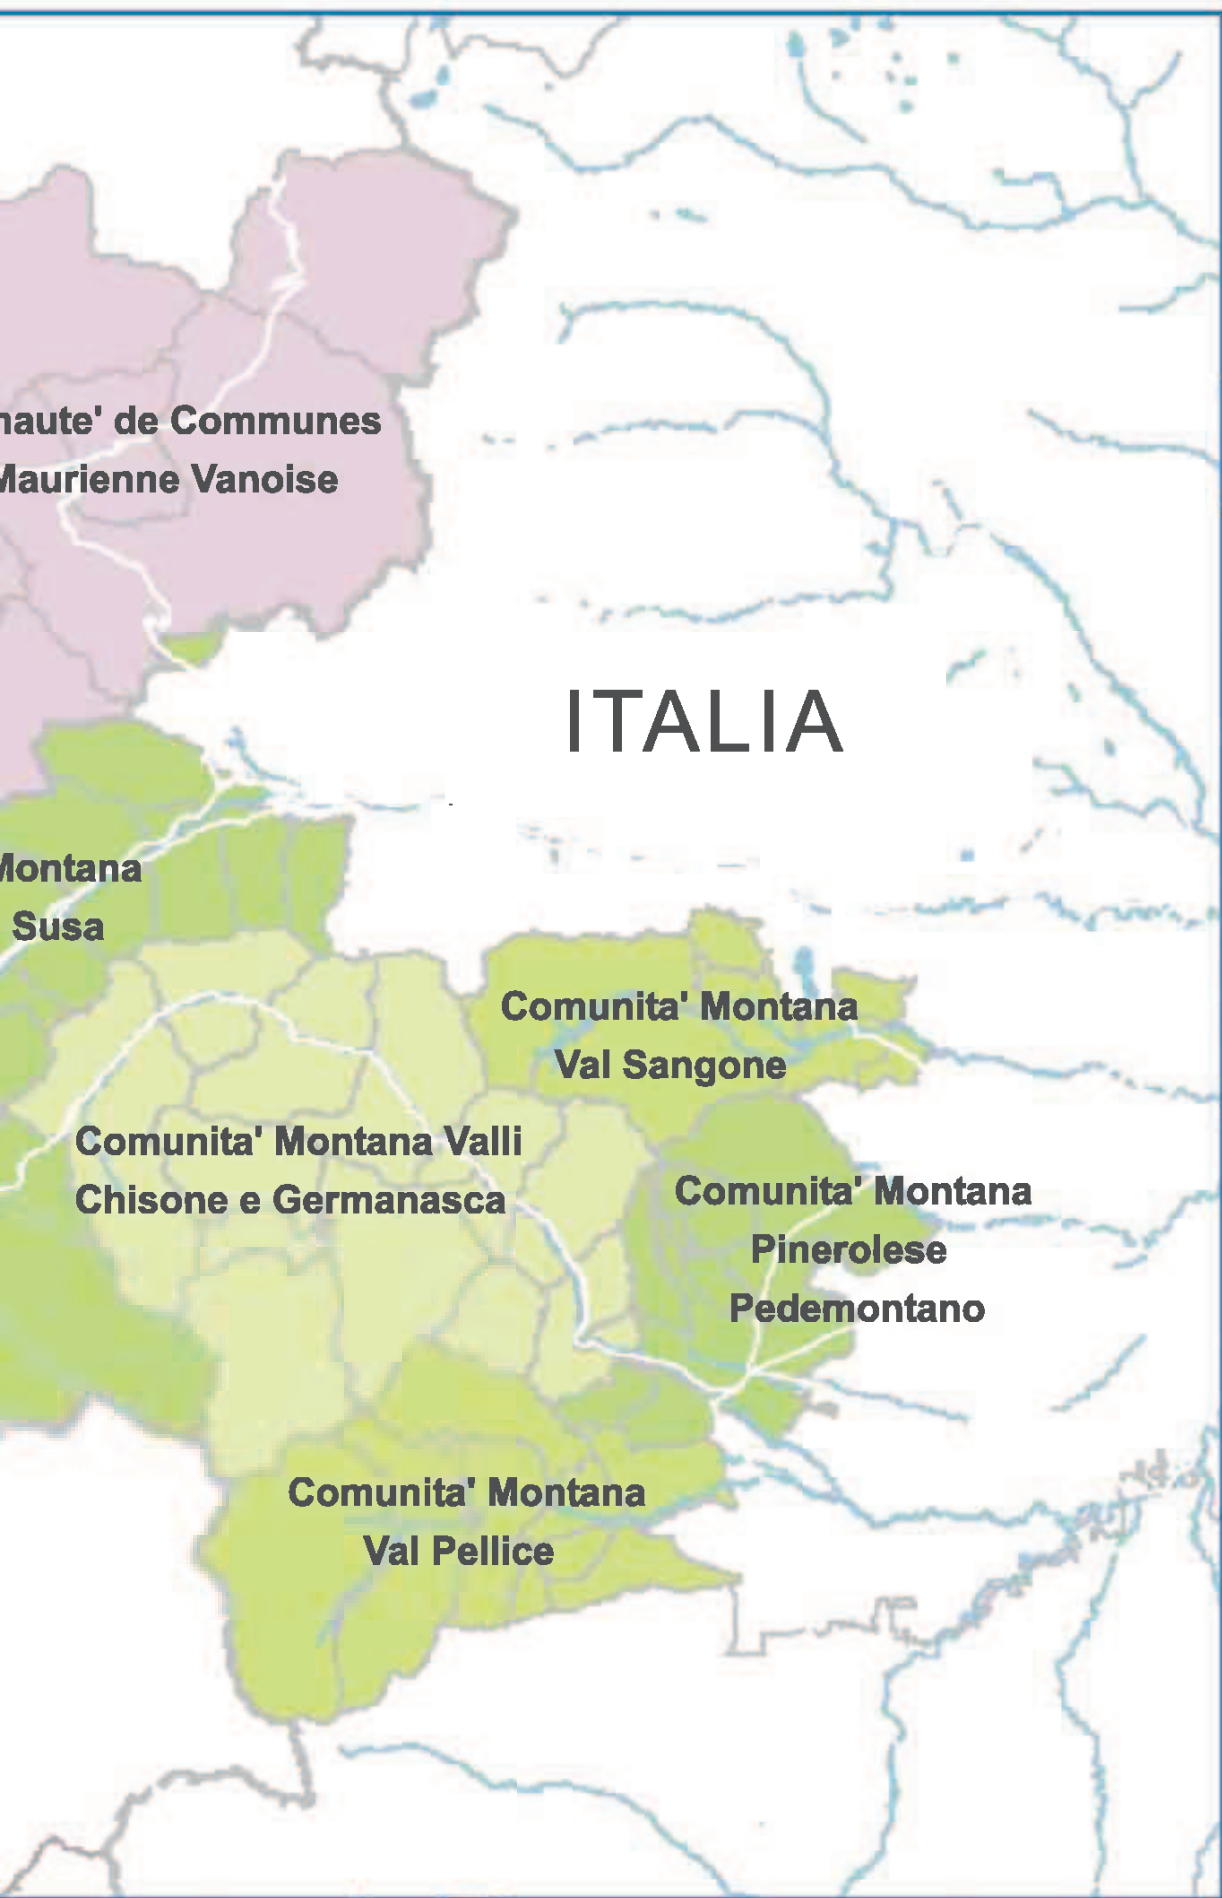 naute' de Communes
Maurienne Vanoise
ITALIA
Montana
Susa
Comunita' Montana
Val Sangone
Comunita' Montana Valli
Chisone e Germanasca
Comunita' Montana
Pinerolese
Pedemontano
Comunita' Montana
Val Pellice